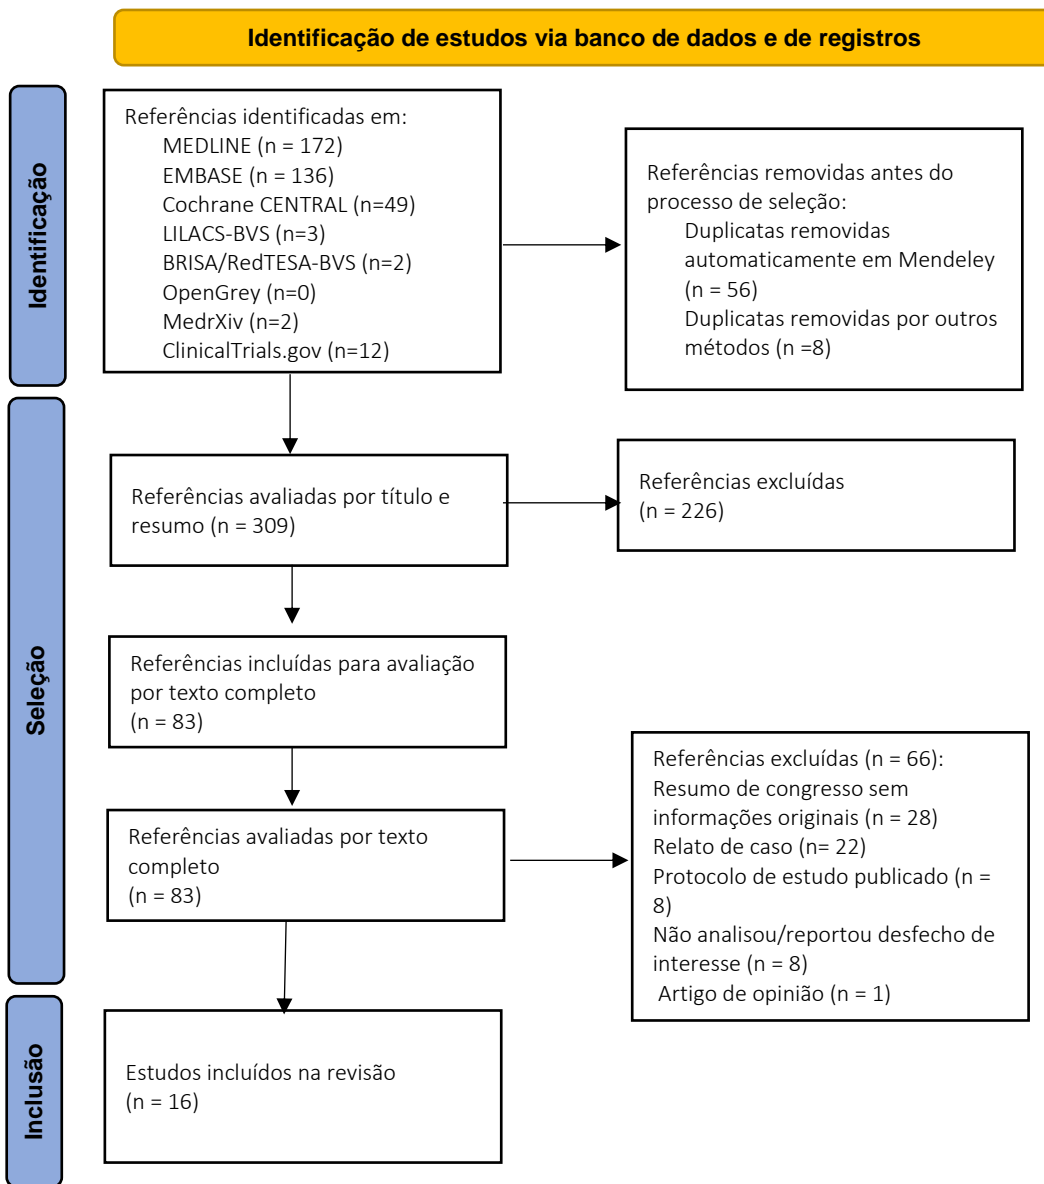 Identificação de estudos via banco de dados e de registros
Identificação
Referências identificadas em:
MEDLINE (n = 172)
EMBASE (n = 136)
Cochrane CENTRAL (n=49)
LILACS-BVS (n=3)
BRISA/RedTESA-BVS (n=2)
OpenGrey (n=0)
MedrXiv (n=2)
ClinicalTrials.gov (n=12)
Referências removidas antes do
processo de seleção:
Duplicatas removidas
automaticamente em Mendeley
(n = 56)
Duplicatas removidas por outros
métodos (n =8)
Seleção
Referências avaliadas por título e
resumo (n = 309)
Referências excluídas
(n = 226)
Referências incluídas para avaliação
por texto completo
(n = 83)
Referências avaliadas por texto
completo
(n = 83)
Referências excluídas (n = 66):
Resumo de congresso sem
informações originais (n = 28)
Relato de caso (n= 22)
Protocolo de estudo publicado (n =
8)
Não analisou/reportou desfecho de
interesse (n = 8)
Artigo de opinião (n = 1)
Inclusão
Estudos incluídos na revisão
(n = 16)